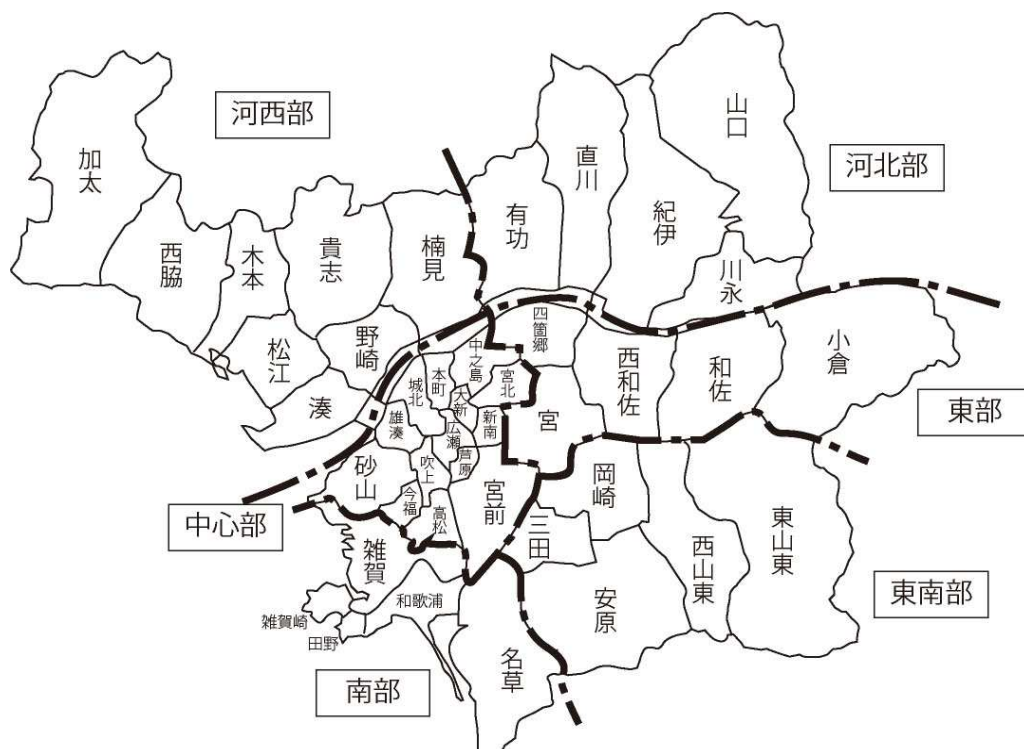 河西部
加太
西脇
木本
貴志
楠見
松江
野崎
湊
河北部
有功
直川
紀伊
山口
川永
東部
四箇郷
西和佐
和佐
小倉
宮
中心部
中之島
宮北
本町
城北
大新
新南
広瀬
雄湊
芦原
吹上
砂山
今福
高松
宮前
東南部
岡崎
三田
安原
西山東
東山東
南部
雑賀
和歌浦
雑賀崎
田野
名草